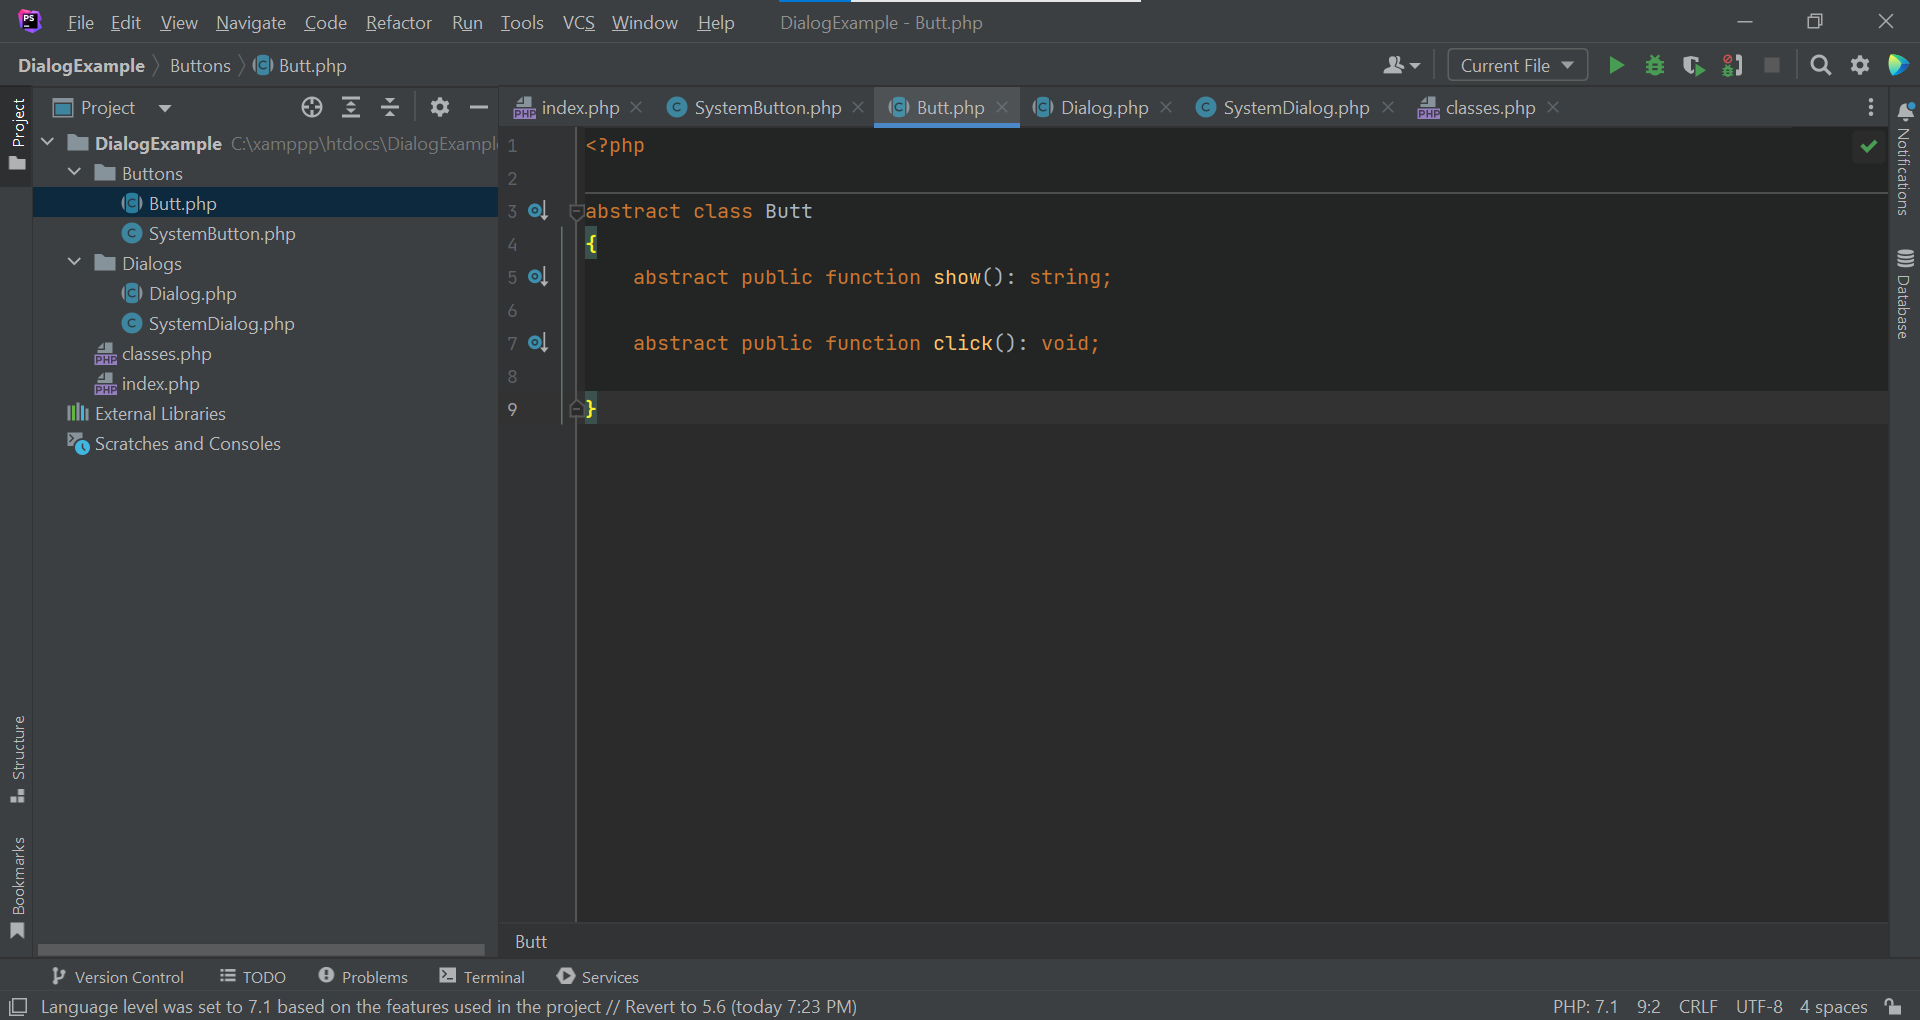 PS File Edit View Navigate Code Refactor Run Tools VCS Window Help DialogExample - Butt.php
DialogExample Buttons Butt.php Current File
Project
index.php SystemButton.php Butt.php Dialog.php SystemDialog.php classes.php
Project
DialogExample C:\xamppp\htdocs\DialogExampl
Buttons
Butt.php
SystemButton.php
Dialogs
Dialog.php
SystemDialog.php
PHP classes.php
PHP index.php
External Libraries
Scratches and Consoles
1 <?php
2
3 abstract class Butt
4 {
5 abstract public function show(): string;
6
7 abstract public function click(): void;
8
9 }
Notifications
Database
Structure
Bookmarks
Butt
Version Control TODO Problems Terminal Services
Language level was set to 7.1 based on the features used in the project // Revert to 5.6 (today 7:23 PM) PHP: 7.1 9:2 CRLF UTF-8 4 spaces